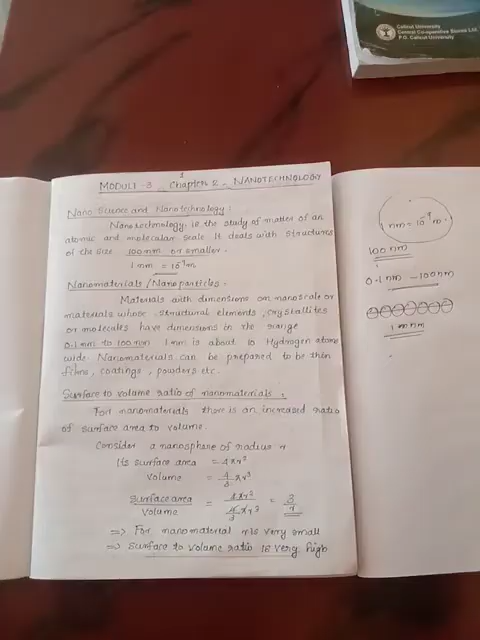 Calicut University
Central Co-operative Stores Ltd.
P.O. Calicut University
1
MODULE -3 Chapter 2. NANOTECHNOLOGY
Nano Science and Nanotechnology:
Nanotechnology is the study of matter of an
atomic and molecular scale It deals with structures
of the size 100nm or smaller.
1nm = 10⁻⁹m
Nanomaterials/Nanoparticles:
Materials with dimensions on nanoscale or
materials whose structural elements, crystallites
or molecules have dimensions in the range
0.1nm to 100nm 1nm is about 10 Hydrogen atoms
wide. Nanomaterials can be prepared to be thin
films, coatings, powders etc.
Surface to volume ratio of nanomaterials:
For nanomaterials there is an increased ratio
of surface area to volume.
Consider a nanosphere of radius r
Its surface area = 4πr²
Volume = 4/3 πr³
Surface area / Volume = 4πr² / 4/3 πr³ = 3/r
⇒ For nanomaterial r is very small
⇒ Surface to volume ratio is very high
1nm = 10⁻⁹m.
100nm
0.1nm - 100nm